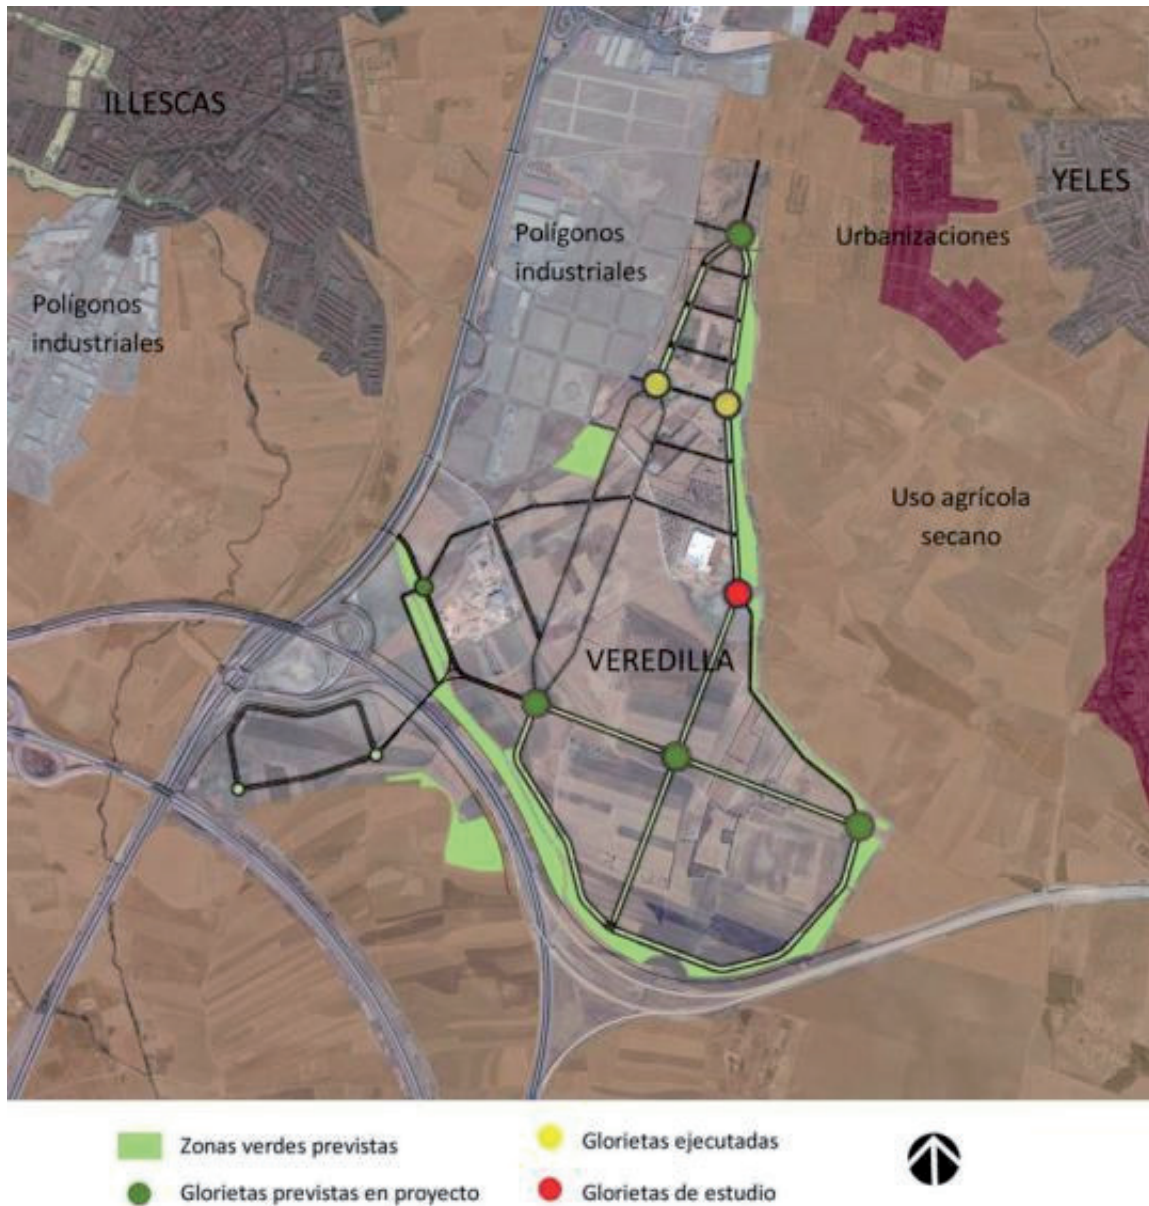 ILLESCAS
YELES
Polígonos
industriales
Urbanizaciones
Polígonos
industriales
Uso agrícola
secano
VEREDILLA
Zonas verdes previstas
Glorietas ejecutadas
Glorietas previstas en proyecto
Glorietas de estudio